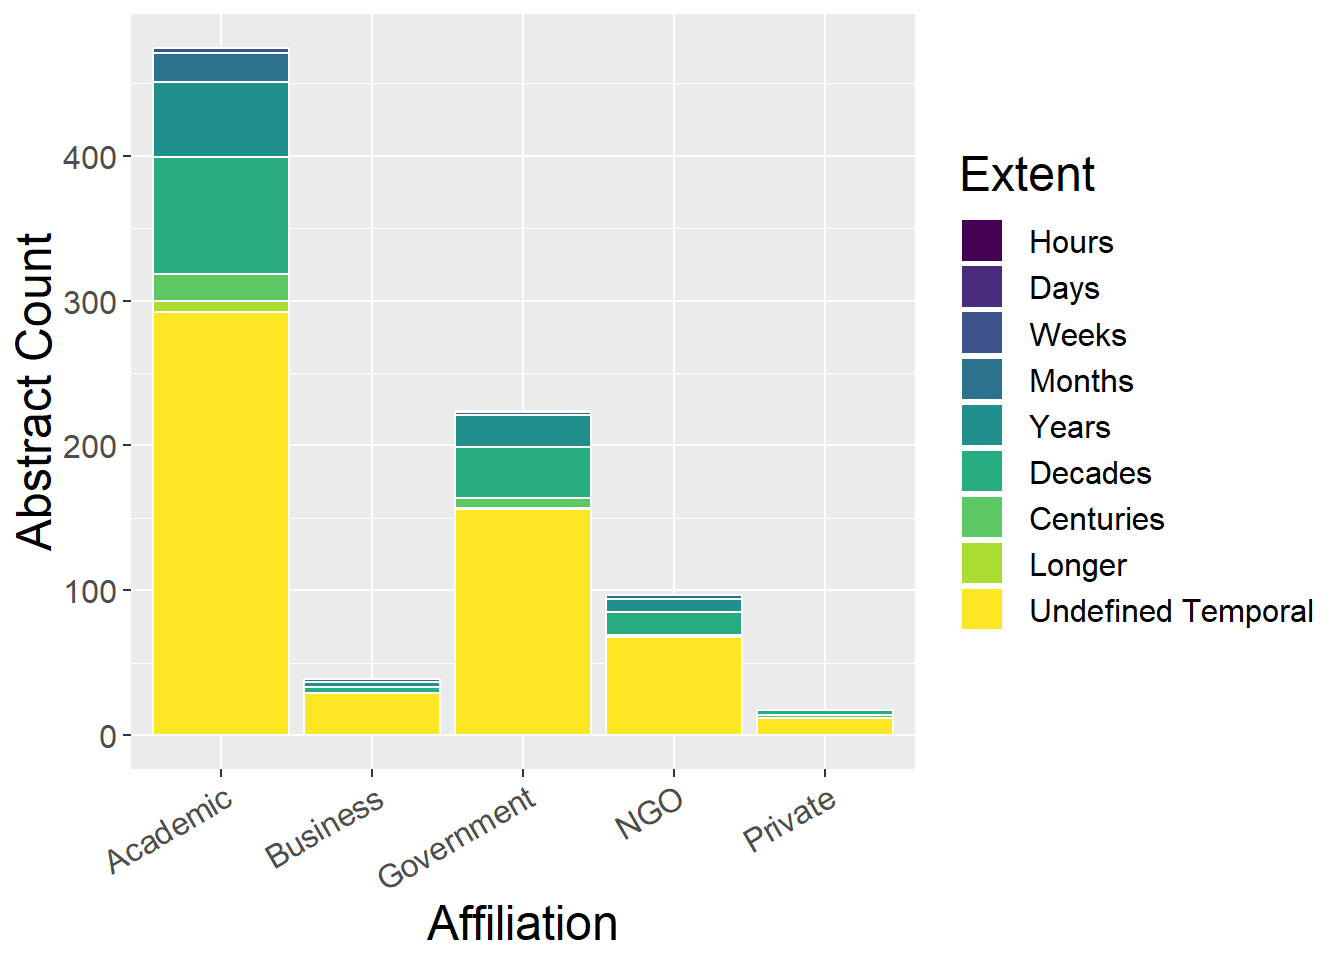 Abstract Count
400
300
200
100
0
Academic
Business
Government
NGO
Private
Affiliation
Extent
Hours
Days
Weeks
Months
Years
Decades
Centuries
Longer
Undefined Temporal